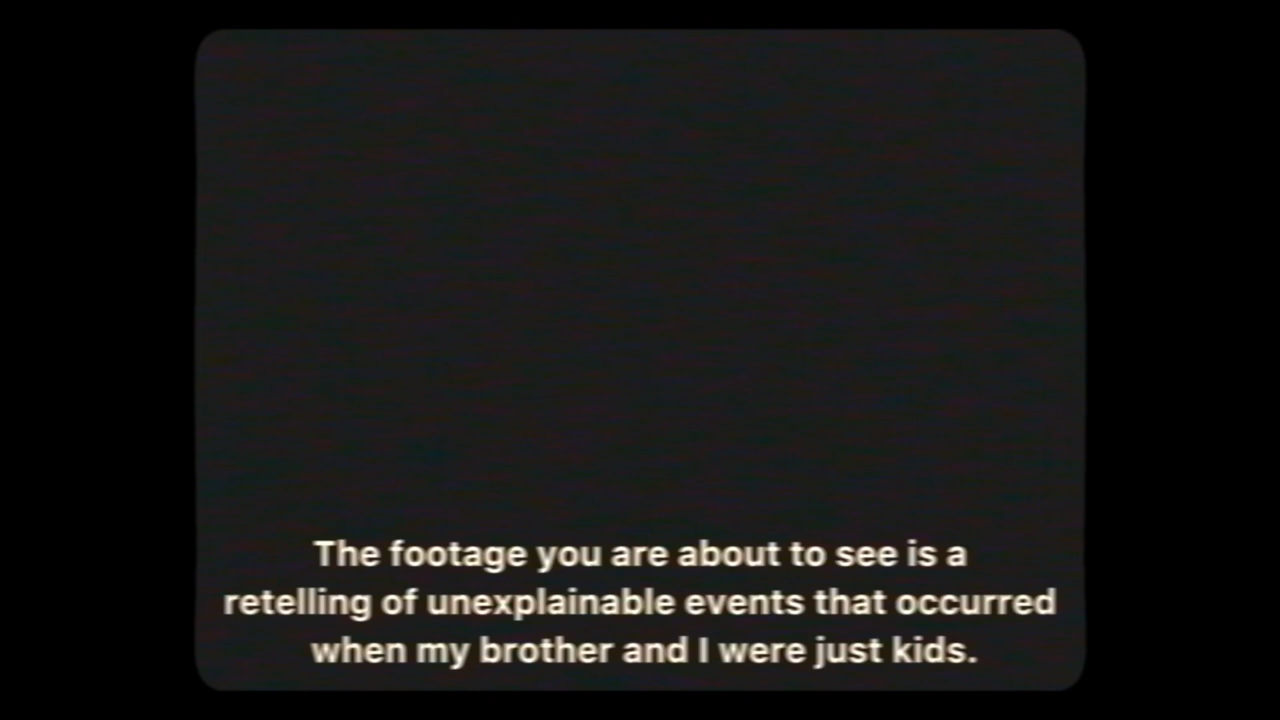 The footage you are about to see is a
retelling of unexplainable events that occurred
when my brother and I were just kids.